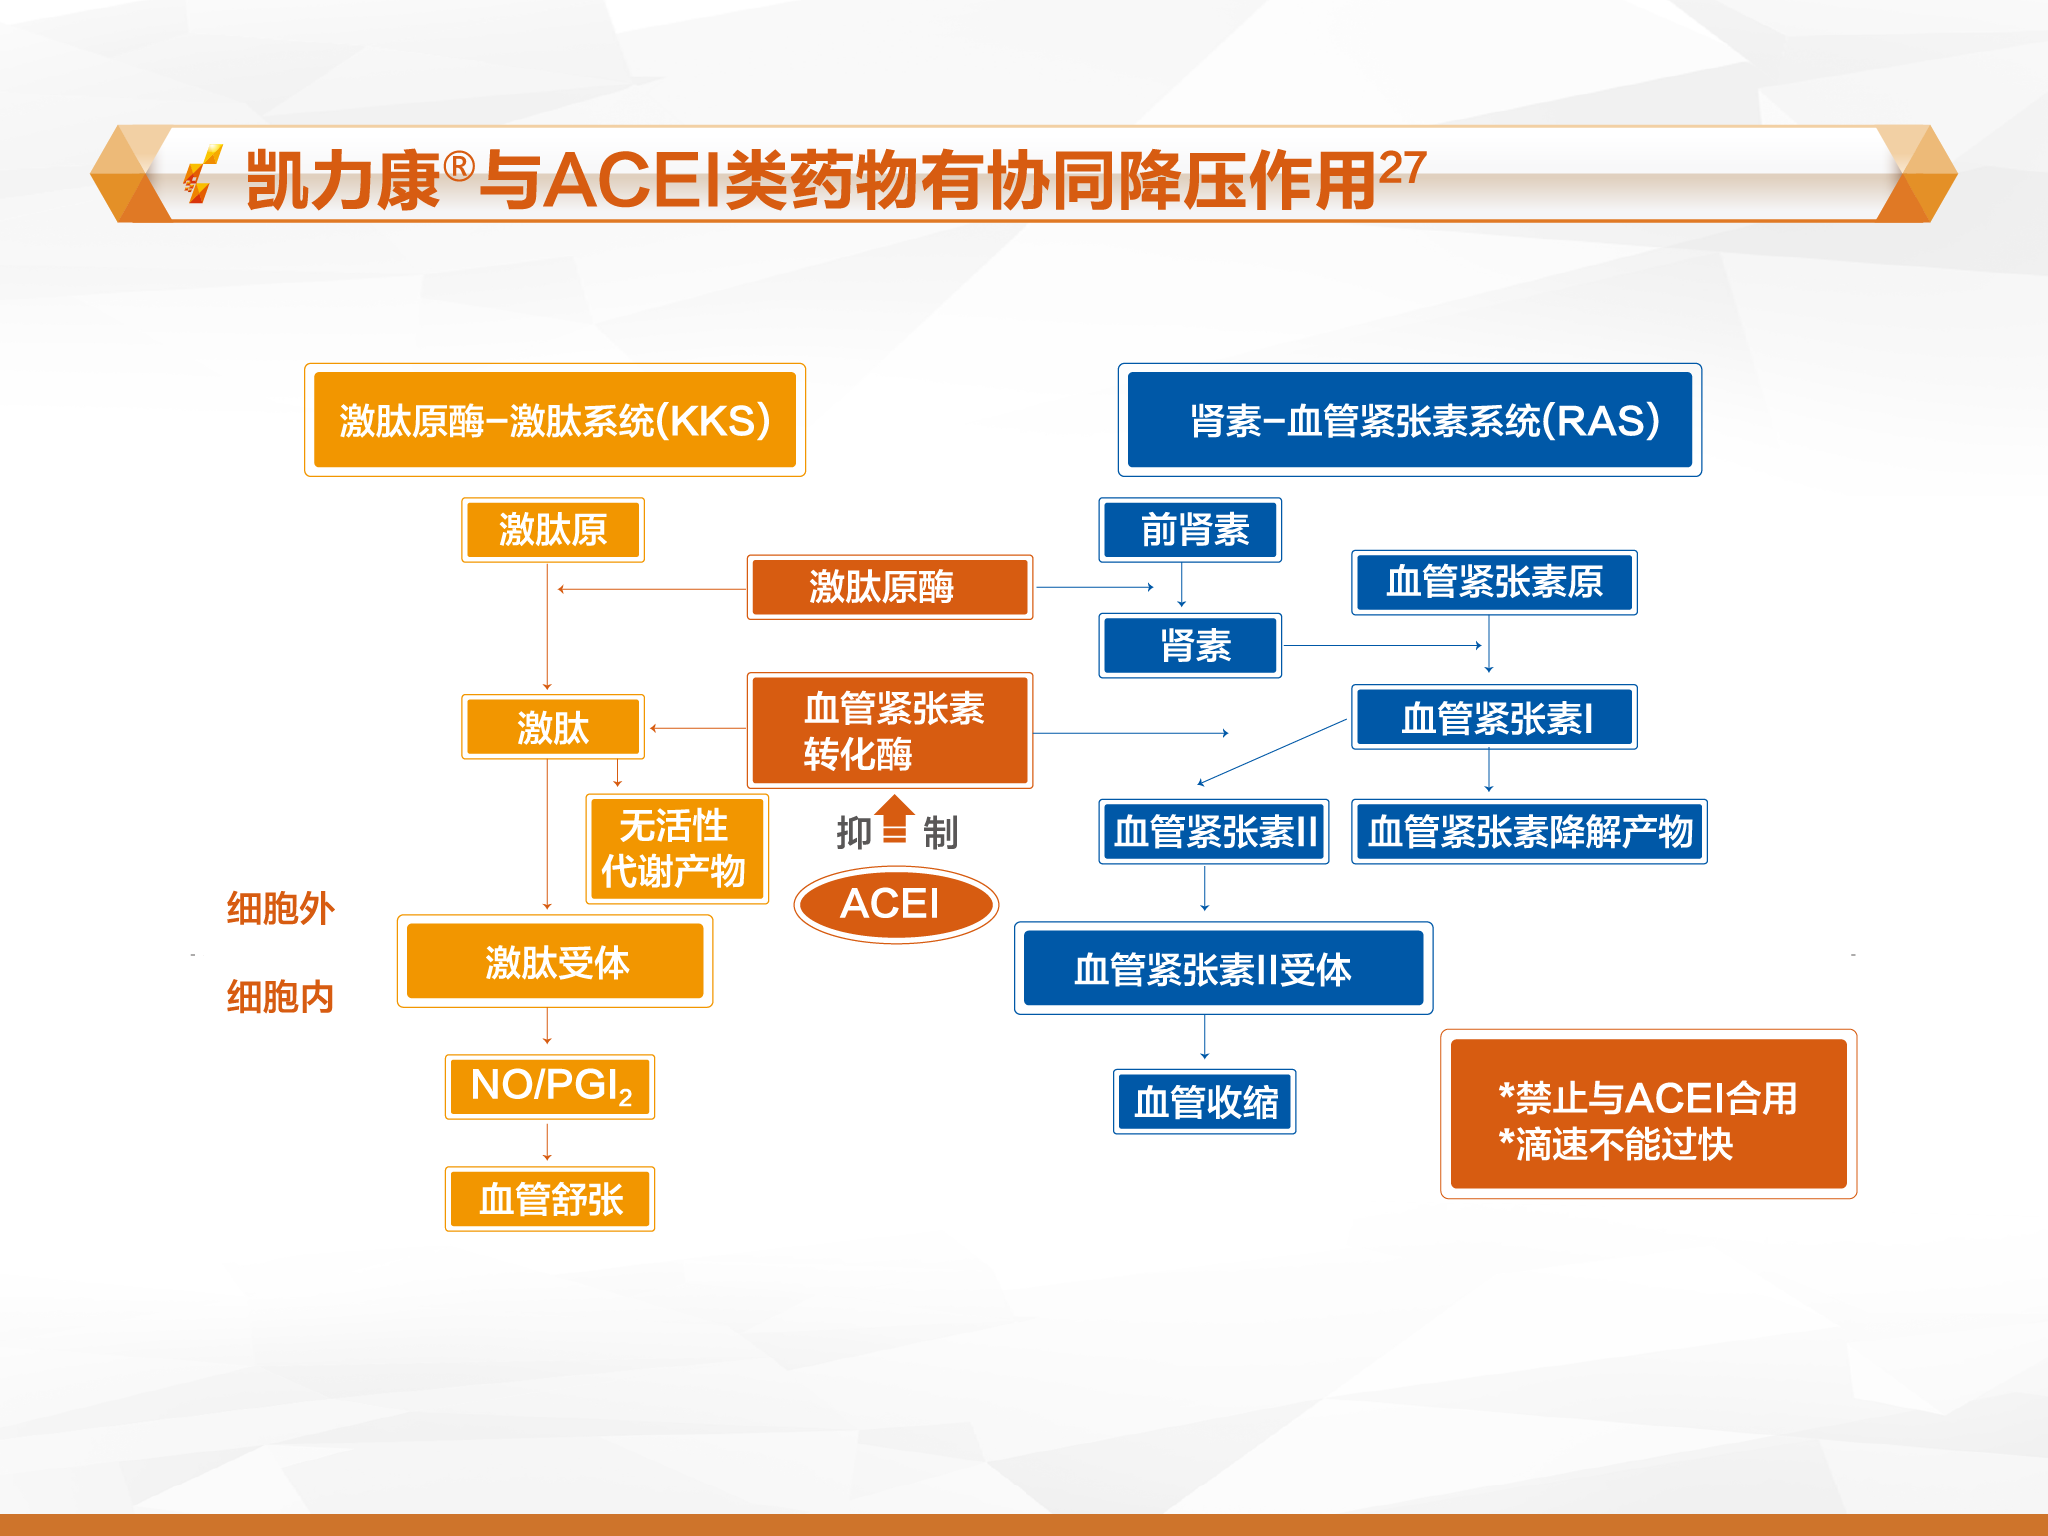 凯力康®与ACEI类药物有协同降压作用27
激肽原酶–激肽系统(KKS)
肾素–血管紧张素系统(RAS)
激肽原
前肾素
激肽原酶
血管紧张素原
肾素
激肽
血管紧张素
转化酶
血管紧张素I
无活性
代谢产物
抑 制
血管紧张素II
血管紧张素降解产物
ACEI
细胞外
激肽受体
血管紧张素II受体
细胞内
NO/PGI2
血管收缩
*禁止与ACEI合用
*滴速不能过快
血管舒张